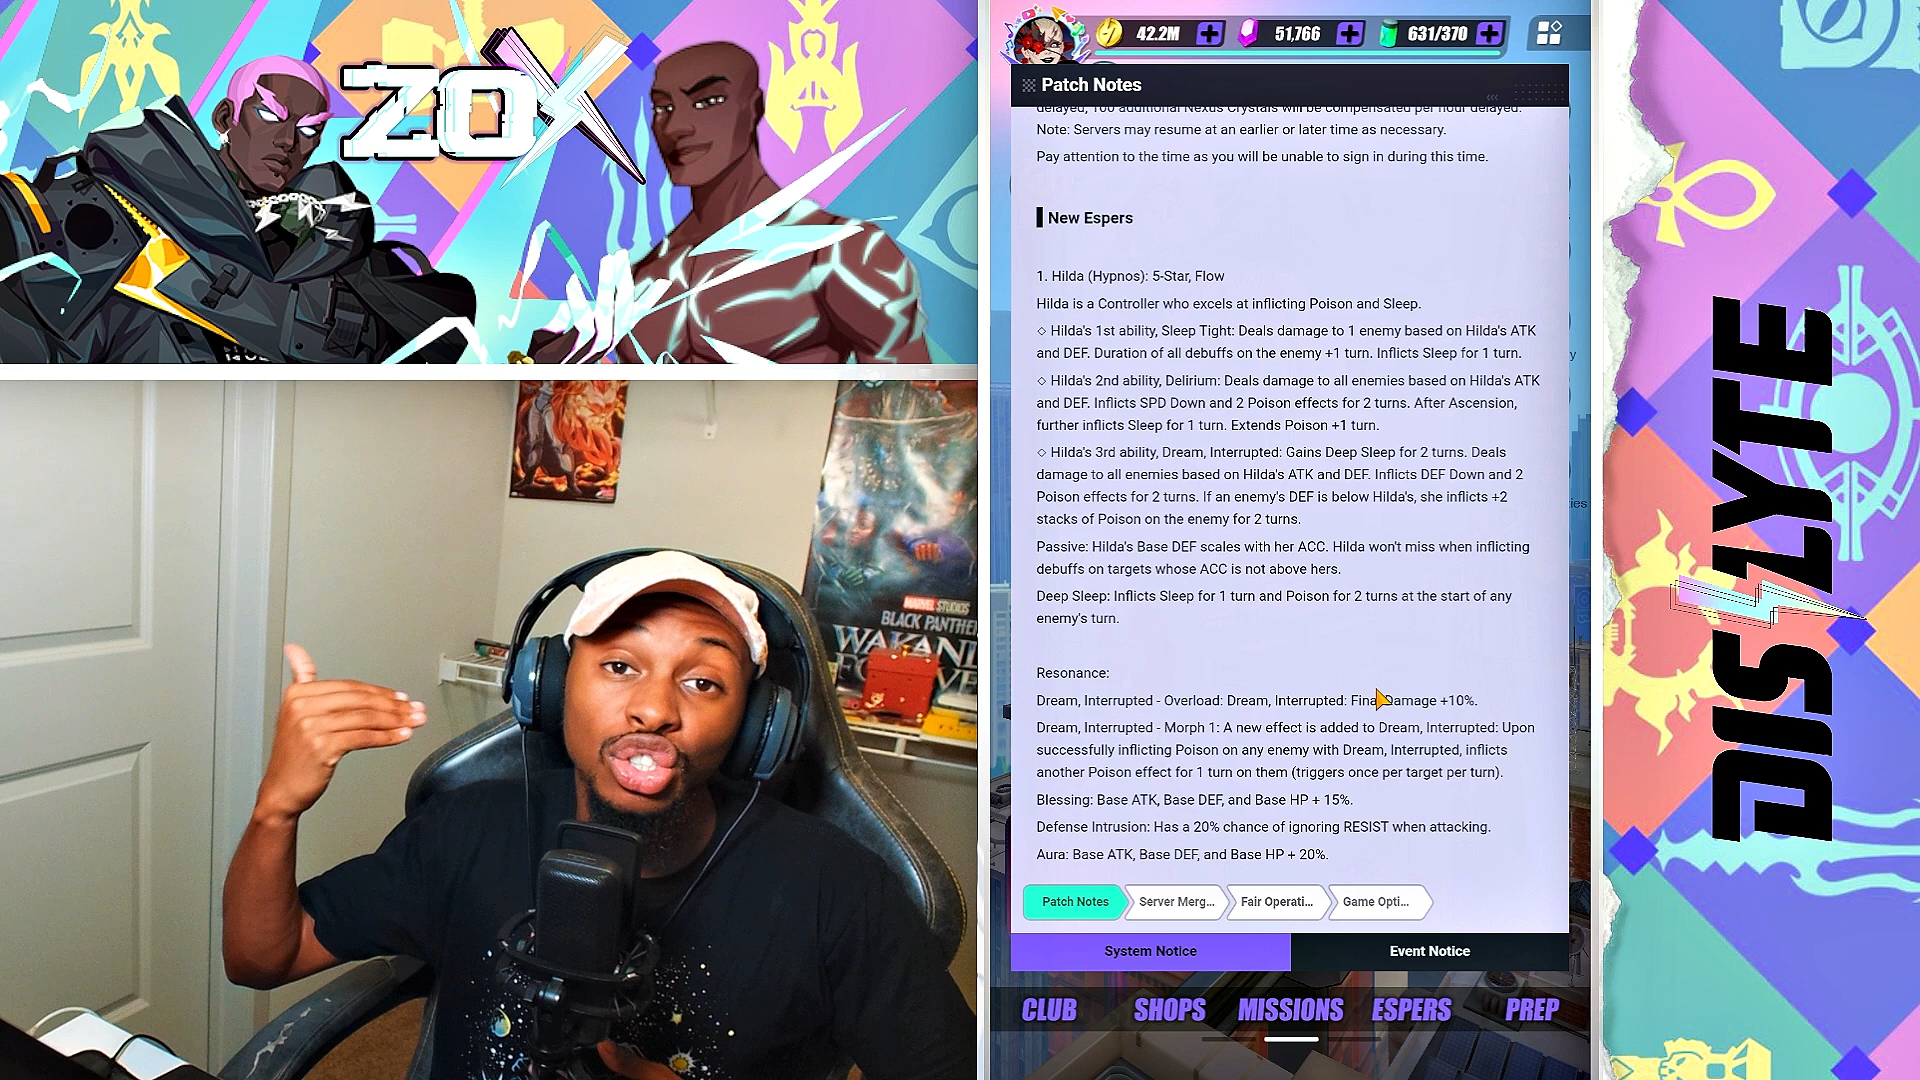 ZOX
42.2M
51,766
631/370
Patch Notes
delayed, 100 additional Nexus Crystals will be compensated per hour delayed.
Note: Servers may resume at an earlier or later time as necessary.
Pay attention to the time as you will be unable to sign in during this time.
New Espers
1. Hilda (Hypnos): 5-Star, Flow
Hilda is a Controller who excels at inflicting Poison and Sleep.
◇ Hilda's 1st ability, Sleep Tight: Deals damage to 1 enemy based on Hilda's ATK
and DEF. Duration of all debuffs on the enemy +1 turn. Inflicts Sleep for 1 turn.
◇ Hilda's 2nd ability, Delirium: Deals damage to all enemies based on Hilda's ATK
and DEF. Inflicts SPD Down and 2 Poison effects for 2 turns. After Ascension,
further inflicts Sleep for 1 turn. Extends Poison +1 turn.
◇ Hilda's 3rd ability, Dream, Interrupted: Gains Deep Sleep for 2 turns. Deals
damage to all enemies based on Hilda's ATK and DEF. Inflicts DEF Down and 2
Poison effects for 2 turns. If an enemy's DEF is below Hilda's, she inflicts +2
stacks of Poison on the enemy for 2 turns.
Passive: Hilda's Base DEF scales with her ACC. Hilda won't miss when inflicting
debuffs on targets whose ACC is not above hers.
Deep Sleep: Inflicts Sleep for 1 turn and Poison for 2 turns at the start of any
enemy's turn.
Resonance:
Dream, Interrupted - Overload: Dream, Interrupted: Final Damage +10%.
Dream, Interrupted - Morph 1: A new effect is added to Dream, Interrupted: Upon
successfully inflicting Poison on any enemy with Dream, Interrupted, inflicts
another Poison effect for 1 turn on them (triggers once per target per turn).
Blessing: Base ATK, Base DEF, and Base HP + 15%.
Defense Intrusion: Has a 20% chance of ignoring RESIST when attacking.
Aura: Base ATK, Base DEF, and Base HP + 20%.
Patch Notes
Server Merg...
Fair Operati...
Game Opti...
System Notice
Event Notice
CLUB
SHOPS
MISSIONS
ESPERS
PREP
DISLYTE
MARVEL STUDIOS
BLACK PANTHE
WAKAN